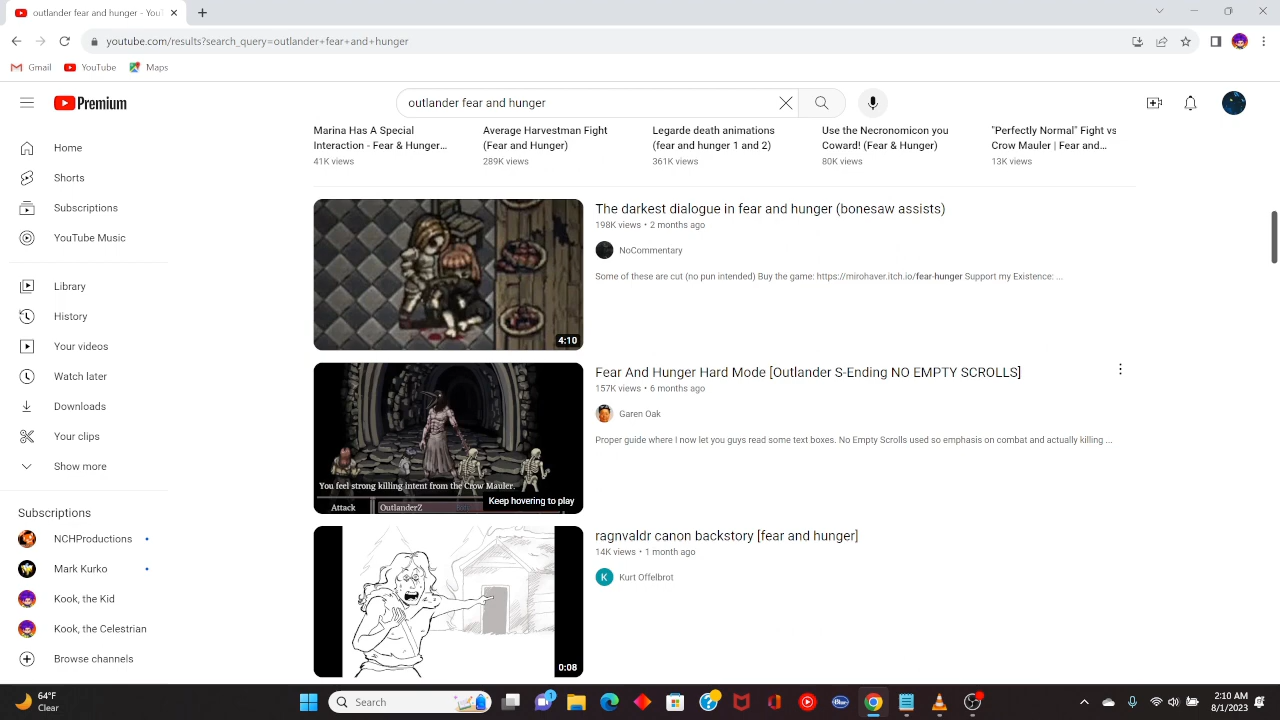 outlander fear and hunger - You
youtube.com/results?search_query=outlander+fear+and+hunger
Gmail YouTube Maps
Premium
outlander fear and hunger
Home
Shorts
Subscriptions
YouTube Music
Library
History
Your videos
Watch later
Downloads
Your clips
Show more
Subscriptions
NCHProductions
Mark Kurko
Kook, the Kid
Kook, the Celestrian
Browse channels
Marina Has A Special
Interaction - Fear & Hunger...
41K views
Average Harvestman Fight
(Fear and Hunger)
289K views
Legarde death animations
(fear and hunger 1 and 2)
361K views
Use the Necronomicon you
Coward! (Fear & Hunger)
80K views
"Perfectly Normal" Fight vs
Crow Mauler | Fear and...
13K views
4:10
The darkest dialogue in fear and hunger (bonesaw assists)
198K views • 2 months ago
NoCommentary
Some of these are cut (no pun intended) Buy the game: https://mirohaver.itch.io/fear-hunger Support my Existence: ...
You feel strong killing intent from the Crow Mauler.
Keep hovering to play
Attack OutlanderZ
Fear And Hunger Hard Mode [Outlander S-Ending NO EMPTY SCROLLS]
157K views • 6 months ago
Garen Oak
Proper guide where I now let you guys read some text boxes. No Empty Scrolls used so emphasis on combat and actually killing ...
0:08
ragnvaldr canon backstory [fear and hunger]
14K views • 1 month ago
K Kurt Offelbrot
64°F
Clear
Search
1
2:10 AM
8/1/2023